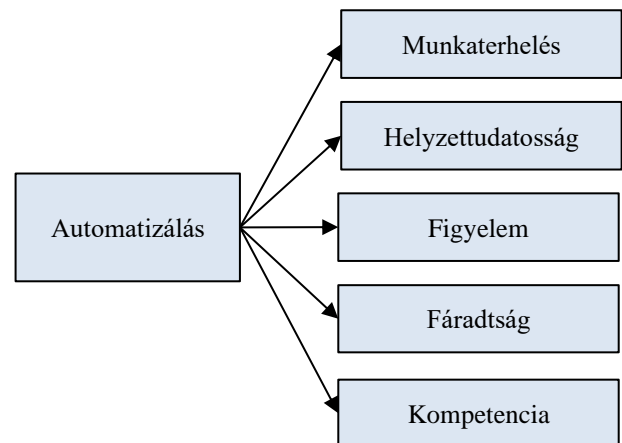 Munkaterhelés
Helyzettudatosság
Automatizálás
Figyelem
Fáradtság
Kompetencia